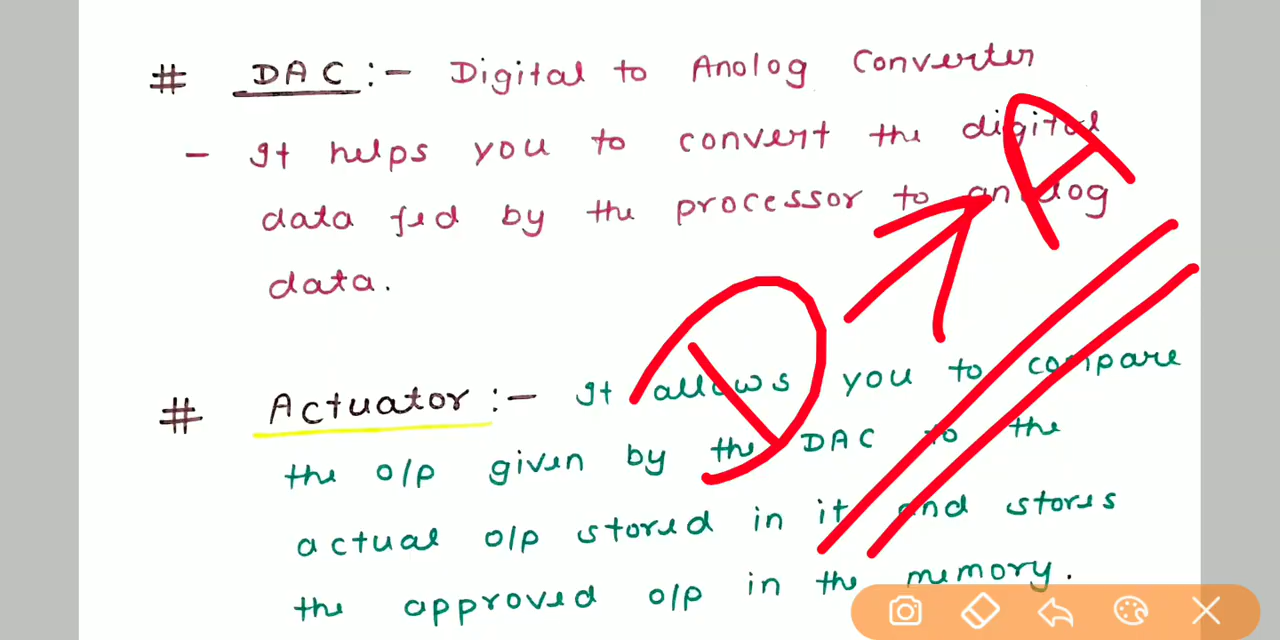 # DAC :- Digital to Anolog Converter
- It helps you to convert the digital
data fed by the processor to analog
data.
# Actuator :- It allows you to compare
the o/p given by the DAC to the
actual o/p stored in it and stores
the approved o/p in the memory.
D → A